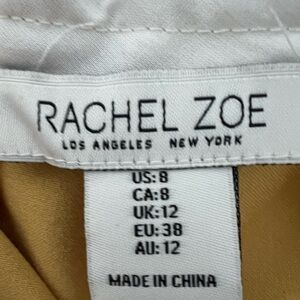 RACHEL ZOE
LOS ANGELES NEW YORK
US: 8
CA: 8
UK: 12
EU: 38
AU: 12
MADE IN CHINA